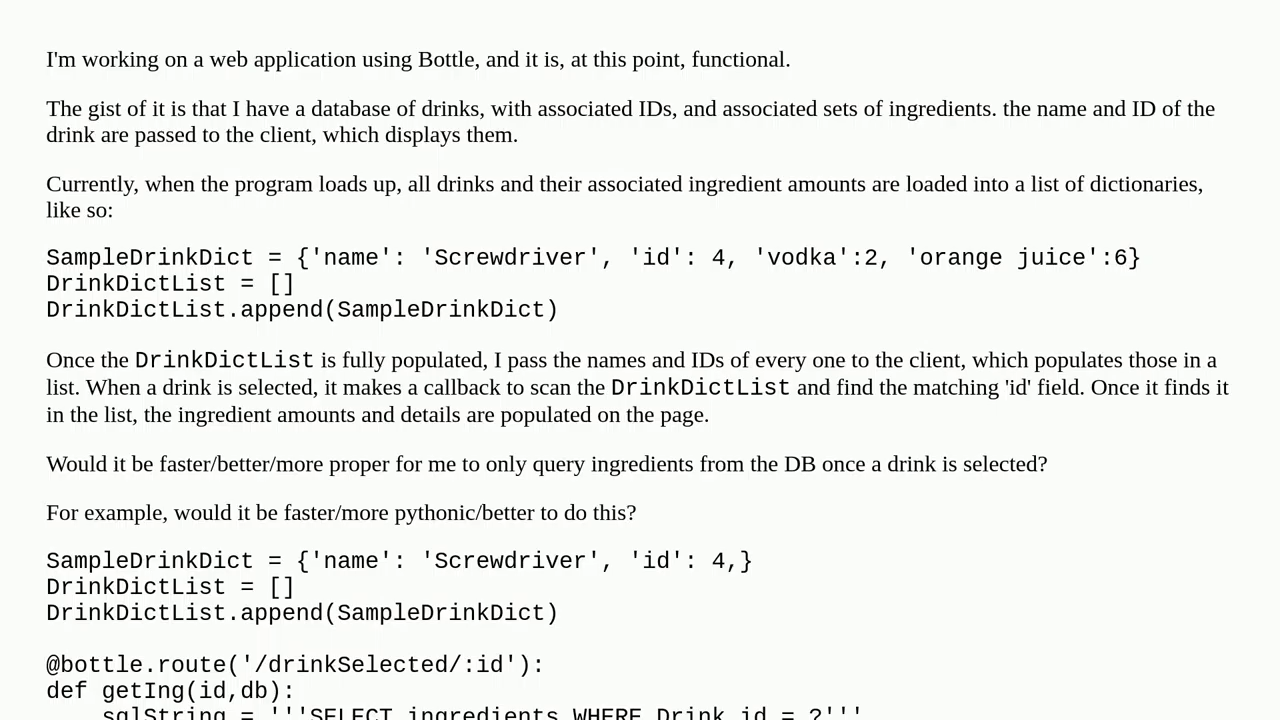 I'm working on a web application using Bottle, and it is, at this point, functional.
The gist of it is that I have a database of drinks, with associated IDs, and associated sets of ingredients. the name and ID of the
drink are passed to the client, which displays them.
Currently, when the program loads up, all drinks and their associated ingredient amounts are loaded into a list of dictionaries,
like so:
SampleDrinkDict = {'name': 'Screwdriver', 'id': 4, 'vodka':2, 'orange juice':6}
DrinkDictList = []
DrinkDictList.append(SampleDrinkDict)
Once the DrinkDictList is fully populated, I pass the names and IDs of every one to the client, which populates those in a
list. When a drink is selected, it makes a callback to scan the DrinkDictList and find the matching 'id' field. Once it finds it
in the list, the ingredient amounts and details are populated on the page.
Would it be faster/better/more proper for me to only query ingredients from the DB once a drink is selected?
For example, would it be faster/more pythonic/better to do this?
SampleDrinkDict = {'name': 'Screwdriver', 'id': 4,}
DrinkDictList = []
DrinkDictList.append(SampleDrinkDict)
@bottle.route('/drinkSelected/:id'):
def getIng(id,db):
    sqlString = '''SELECT ingredients WHERE Drink_id = ?'''